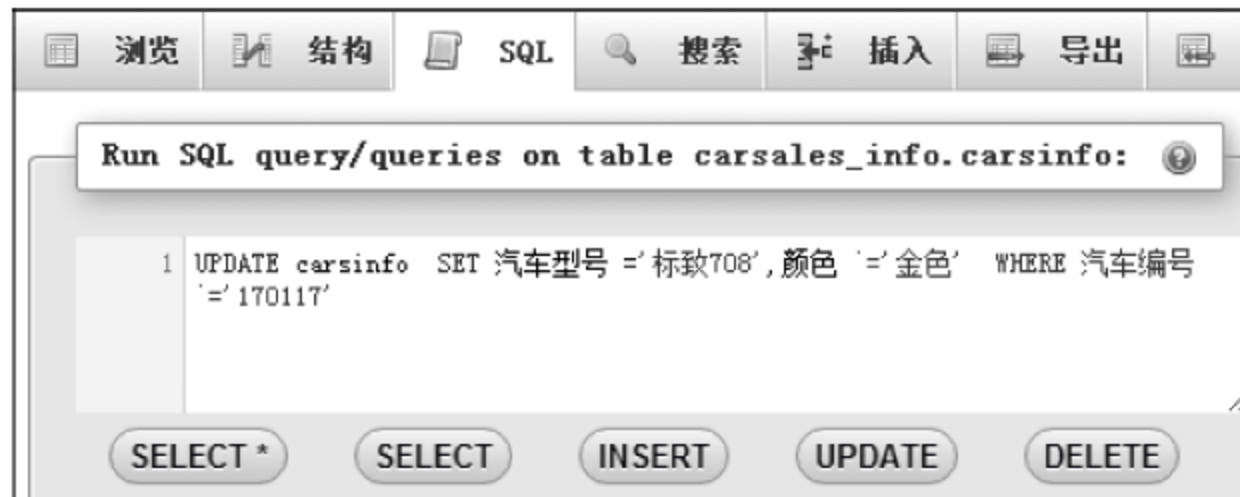 浏览 结构 SQL 搜索 插入 导出
Run SQL query/queries on table carsales_info.carsinfo:
1 UPDATE carsinfo SET 汽车型号 ='标致708',颜色 `='金色' WHERE 汽车编号
`='170117'
SELECT * SELECT INSERT UPDATE DELETE